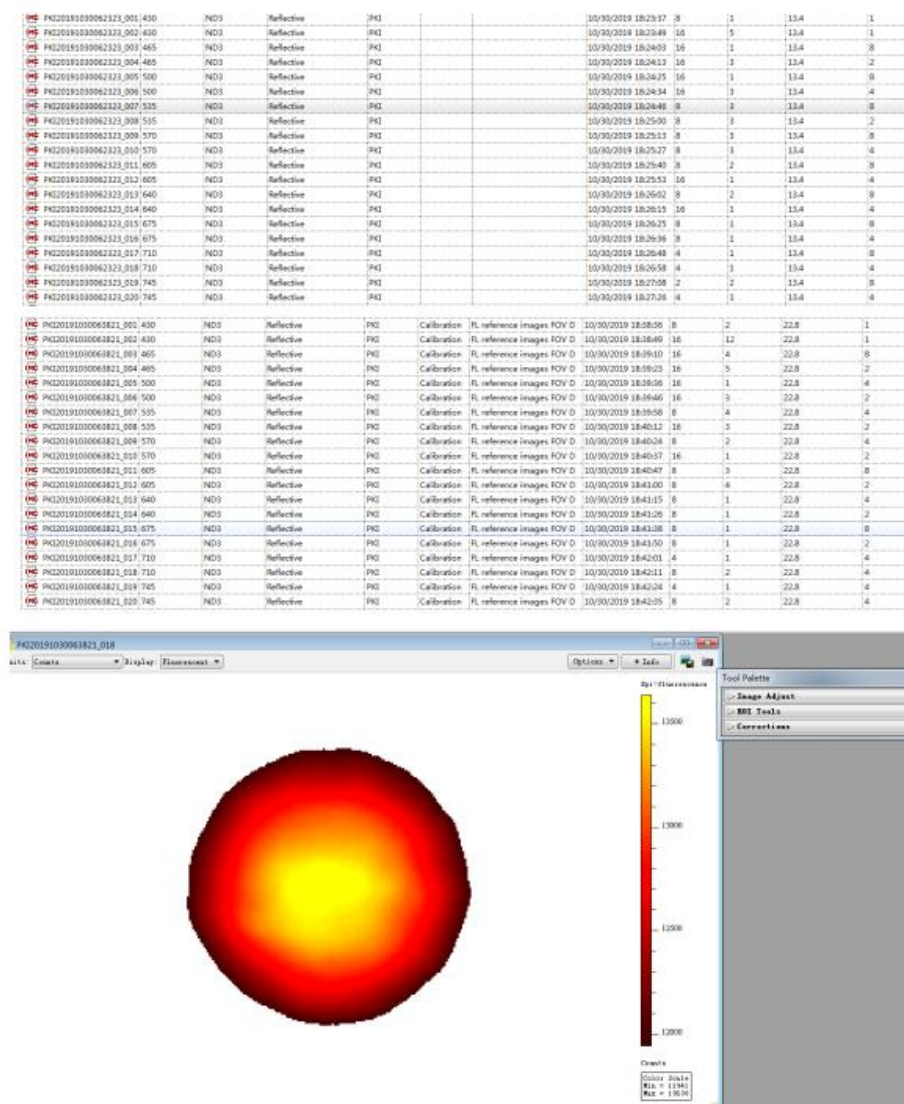 PKI20191030062323_001 430 ND3 Reflective PKI 10/30/2019 18:23:37 8 1 13.4 1
PKI20191030062323_002 430 ND3 Reflective PKI 10/30/2019 18:23:49 16 5 13.4 1
PKI20191030062323_003 465 ND3 Reflective PKI 10/30/2019 18:24:03 16 1 13.4 8
PKI20191030062323_004 465 ND3 Reflective PKI 10/30/2019 18:24:13 16 3 13.4 2
PKI20191030062323_005 500 ND3 Reflective PKI 10/30/2019 18:24:25 16 1 13.4 8
PKI20191030062323_006 500 ND3 Reflective PKI 10/30/2019 18:24:34 16 3 13.4 4
PKI20191030062323_007 535 ND3 Reflective PKI 10/30/2019 18:24:46 8 3 13.4 8
PKI20191030062323_008 535 ND3 Reflective PKI 10/30/2019 18:25:00 8 3 13.4 2
PKI20191030062323_009 570 ND3 Reflective PKI 10/30/2019 18:25:13 8 3 13.4 8
PKI20191030062323_010 570 ND3 Reflective PKI 10/30/2019 18:25:27 8 3 13.4 4
PKI20191030062323_011 605 ND3 Reflective PKI 10/30/2019 18:25:40 8 2 13.4 8
PKI20191030062323_012 605 ND3 Reflective PKI 10/30/2019 18:25:53 16 1 13.4 4
PKI20191030062323_013 640 ND3 Reflective PKI 10/30/2019 18:26:02 8 2 13.4 8
PKI20191030062323_014 640 ND3 Reflective PKI 10/30/2019 18:26:15 16 1 13.4 4
PKI20191030062323_015 675 ND3 Reflective PKI 10/30/2019 18:26:25 8 1 13.4 8
PKI20191030062323_016 675 ND3 Reflective PKI 10/30/2019 18:26:36 8 1 13.4 4
PKI20191030062323_017 710 ND3 Reflective PKI 10/30/2019 18:26:48 4 1 13.4 8
PKI20191030062323_018 710 ND3 Reflective PKI 10/30/2019 18:26:58 4 1 13.4 4
PKI20191030062323_019 745 ND3 Reflective PKI 10/30/2019 18:27:08 2 2 13.4 8
PKI20191030062323_020 745 ND3 Reflective PKI 10/30/2019 18:27:26 4 1 13.4 4
PKI20191030063821_001 430 ND3 Reflective PKI Calibration FL reference images FOV D 10/30/2019 18:38:36 8 2 22.8 1
PKI20191030063821_002 430 ND3 Reflective PKI Calibration FL reference images FOV D 10/30/2019 18:38:49 16 12 22.8 1
PKI20191030063821_003 465 ND3 Reflective PKI Calibration FL reference images FOV D 10/30/2019 18:39:10 16 4 22.8 8
PKI20191030063821_004 465 ND3 Reflective PKI Calibration FL reference images FOV D 10/30/2019 18:39:23 16 5 22.8 2
PKI20191030063821_005 500 ND3 Reflective PKI Calibration FL reference images FOV D 10/30/2019 18:39:36 16 1 22.8 4
PKI20191030063821_006 500 ND3 Reflective PKI Calibration FL reference images FOV D 10/30/2019 18:39:46 16 3 22.8 2
PKI20191030063821_007 535 ND3 Reflective PKI Calibration FL reference images FOV D 10/30/2019 18:39:58 8 4 22.8 4
PKI20191030063821_008 535 ND3 Reflective PKI Calibration FL reference images FOV D 10/30/2019 18:40:12 16 3 22.8 2
PKI20191030063821_009 570 ND3 Reflective PKI Calibration FL reference images FOV D 10/30/2019 18:40:24 8 2 22.8 4
PKI20191030063821_010 570 ND3 Reflective PKI Calibration FL reference images FOV D 10/30/2019 18:40:37 16 1 22.8 2
PKI20191030063821_011 605 ND3 Reflective PKI Calibration FL reference images FOV D 10/30/2019 18:40:47 8 3 22.8 8
PKI20191030063821_012 605 ND3 Reflective PKI Calibration FL reference images FOV D 10/30/2019 18:41:00 8 4 22.8 2
PKI20191030063821_013 640 ND3 Reflective PKI Calibration FL reference images FOV D 10/30/2019 18:41:15 8 1 22.8 4
PKI20191030063821_014 640 ND3 Reflective PKI Calibration FL reference images FOV D 10/30/2019 18:41:26 8 1 22.8 2
PKI20191030063821_015 675 ND3 Reflective PKI Calibration FL reference images FOV D 10/30/2019 18:41:38 8 1 22.8 8
PKI20191030063821_016 675 ND3 Reflective PKI Calibration FL reference images FOV D 10/30/2019 18:41:50 8 1 22.8 2
PKI20191030063821_017 710 ND3 Reflective PKI Calibration FL reference images FOV D 10/30/2019 18:42:01 4 1 22.8 4
PKI20191030063821_018 710 ND3 Reflective PKI Calibration FL reference images FOV D 10/30/2019 18:42:11 8 2 22.8 4
PKI20191030063821_019 745 ND3 Reflective PKI Calibration FL reference images FOV D 10/30/2019 18:42:24 4 1 22.8 4
PKI20191030063821_020 745 ND3 Reflective PKI Calibration FL reference images FOV D 10/30/2019 18:42:35 8 2 22.8 2
PKI20191030063821_018
nits: Counts Display: Fluorescent Options + Info
Tool Palette
Image Adjust
ROI Tools
Corrections
Epi-fluorescence
13500
13000
12500
12000
Counts
Color Scale
Min = 11941
Max =